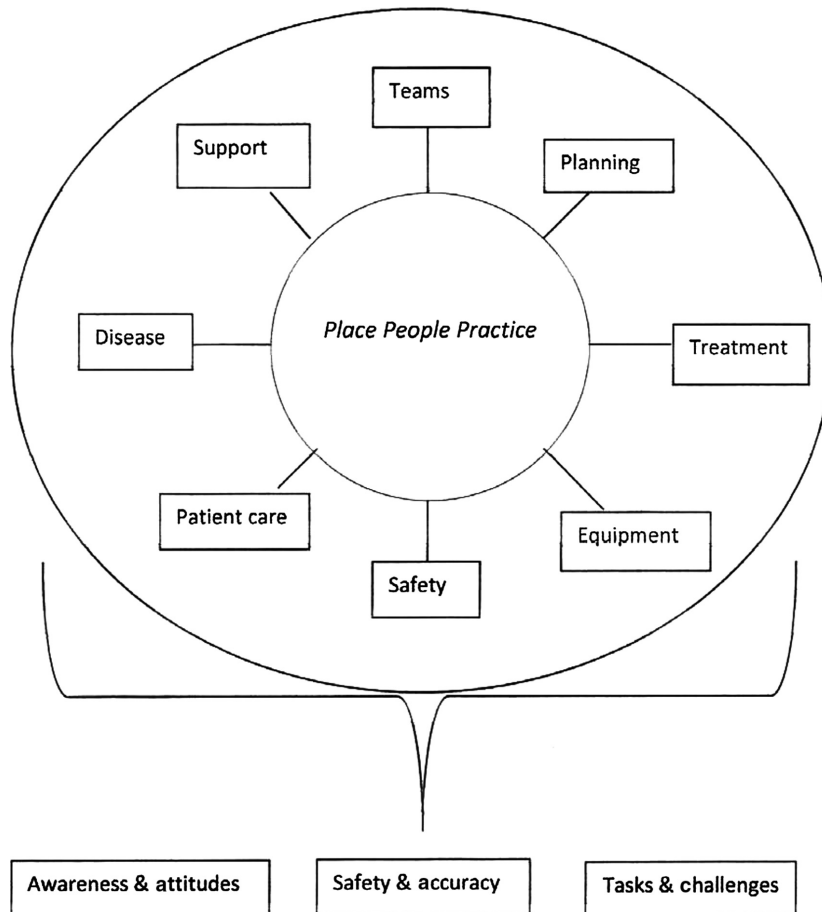 Teams
Support
Planning
Place People Practice
Disease
Treatment
Patient care
Equipment
Safety
Awareness & attitudes
Safety & accuracy
Tasks & challenges